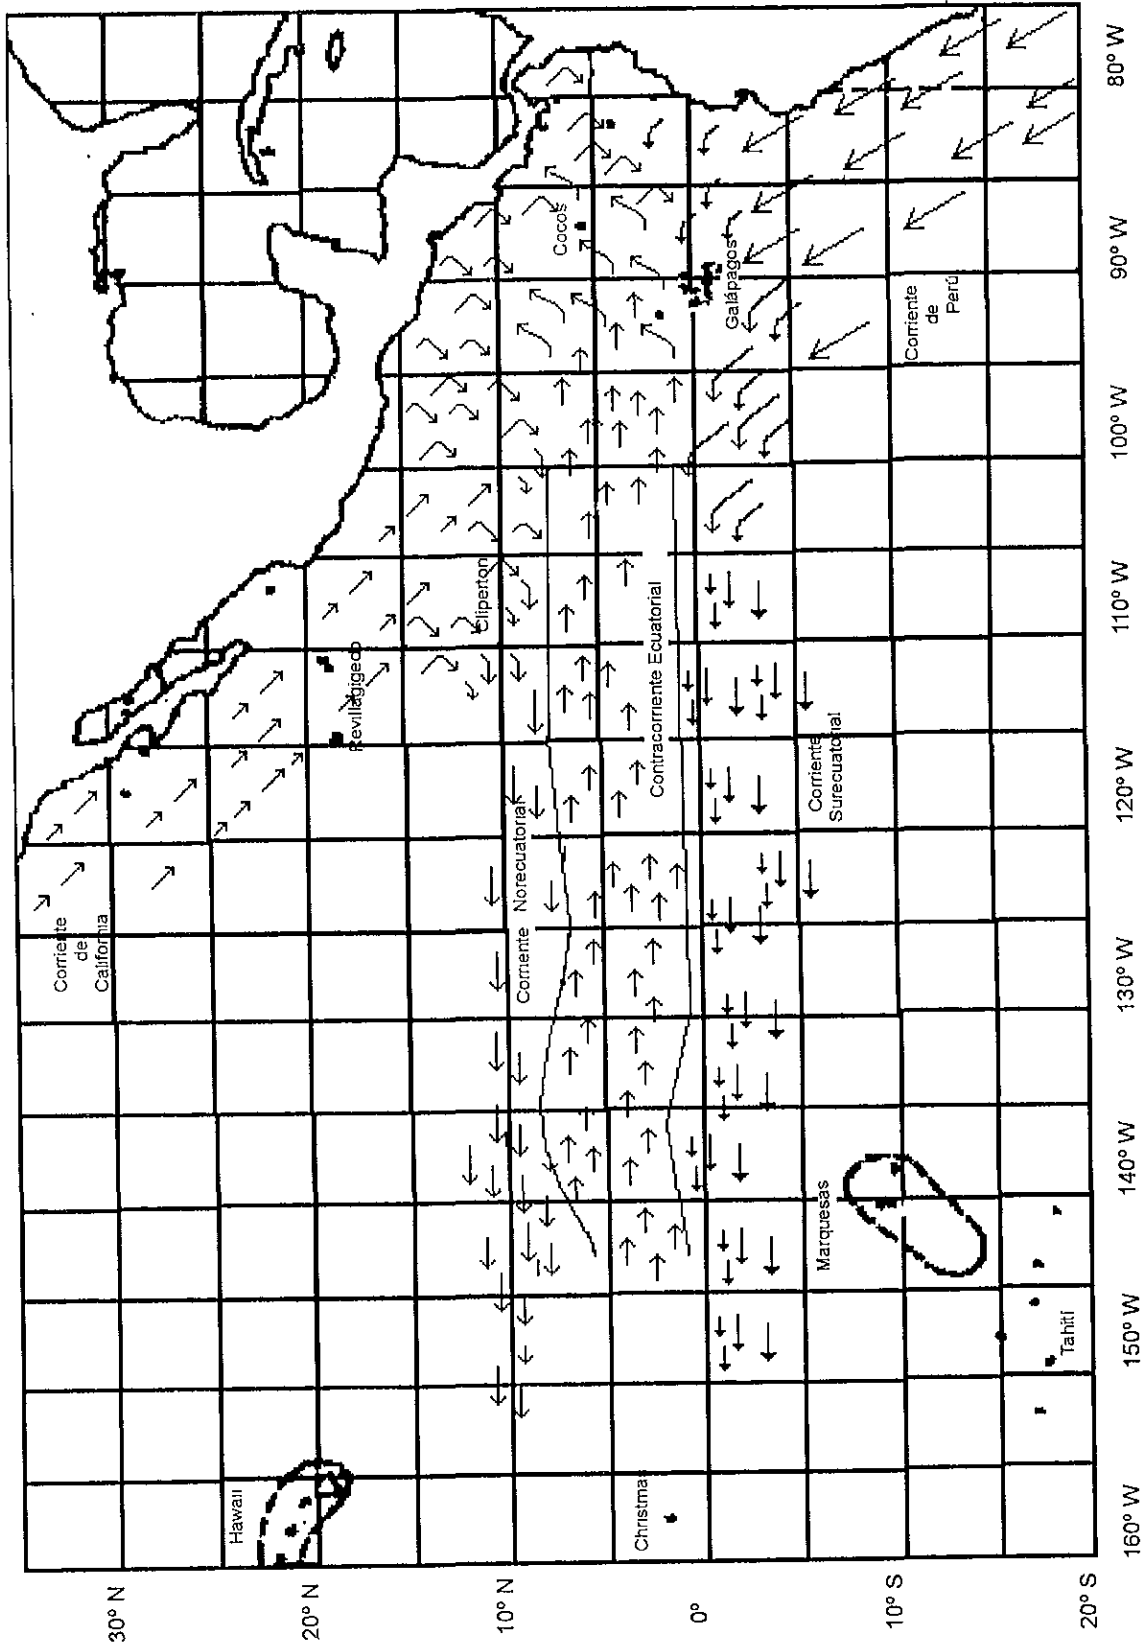 Hawaii
Christmas
Marquesas
Tahití
Corriente
de
California
Corriente Norecuatorial
Contracorriente Ecuatorial
Corriente
Surecuatorial
Revillagigedo
Cliperton
Cocos
Galápagos
Corriente
de
Perú
30° N
20° N
10° N
0°
10° S
20° S
160° W
150° W
140° W
130° W
120° W
110° W
100° W
90° W
80° W